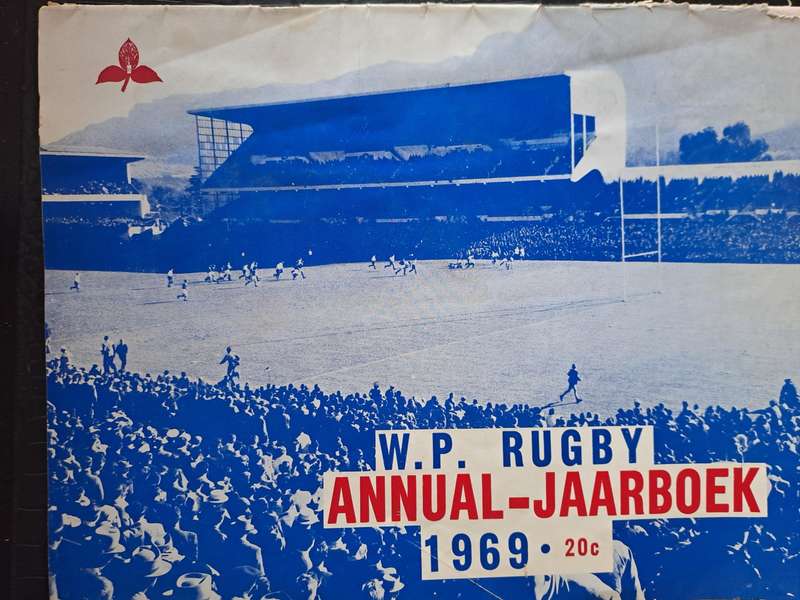 W.P. RUGBY
ANNUAL-JAARBOEK
1969 • 20c